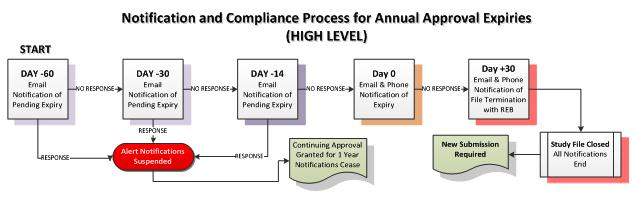 Notification and Compliance Process for Annual Approval Expiries
(HIGH LEVEL)
START
DAY -60
Email
Notification of
Pending Expiry
NO RESPONSE
DAY -30
Email
Notification of
Pending Expiry
NO RESPONSE
DAY -14
Email
Notification of
Pending Expiry
NO RESPONSE
Day 0
Email & Phone
Notification of
Expiry
NO RESPONSE
Day +30
Email & Phone
Notification of
File Termination
with REB
RESPONSE
RESPONSE
RESPONSE
Alert Notifications
Suspended
Continuing Approval
Granted for 1 Year
Notifications Cease
New Submission
Required
Study File Closed
All Notifications
End